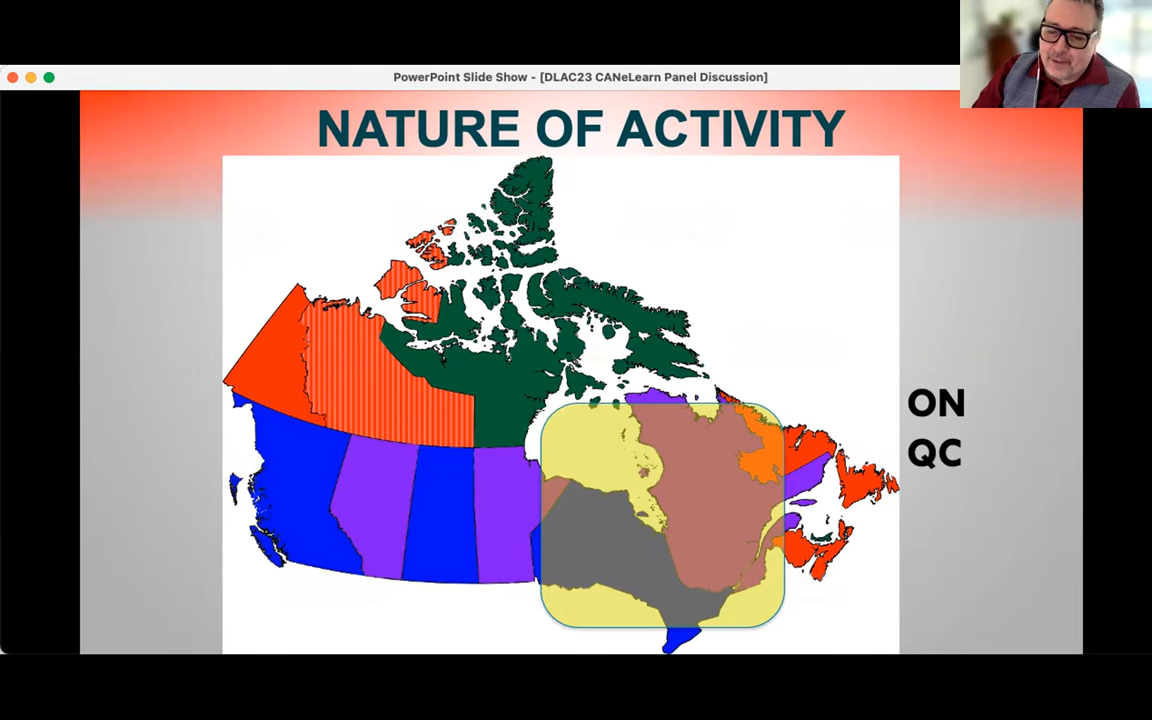 PowerPoint Slide Show - [DLAC23 CANeLearn Panel Discussion]
NATURE OF ACTIVITY
ON
QC